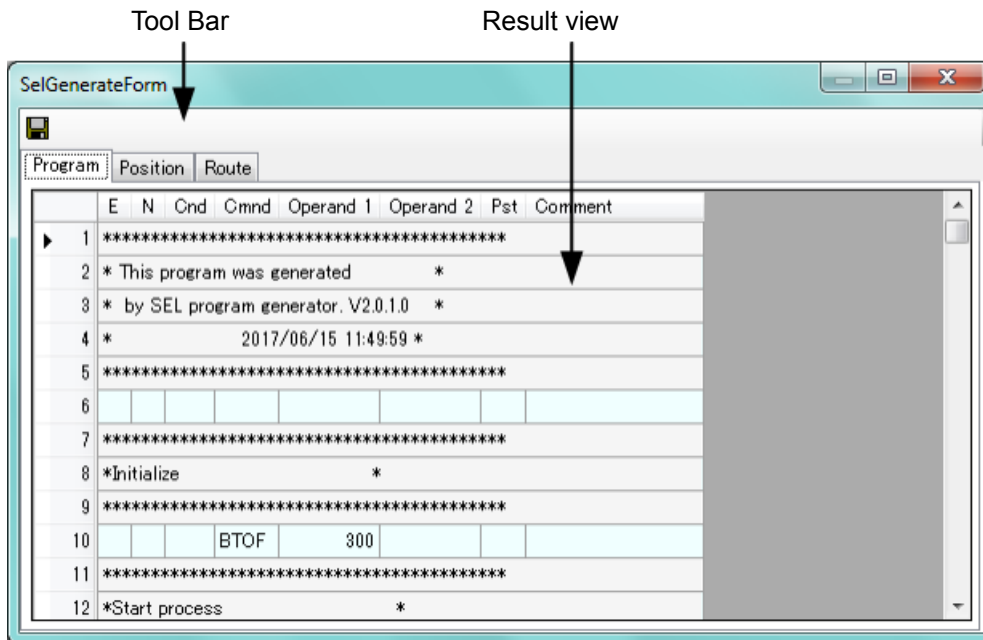 Tool Bar
Result view
SelGenerateForm
Program Position Route
E N Cnd Cmnd Operand 1 Operand 2 Pst Comment
1 ******************************************
2 * This program was generated *
3 * by SEL program generator. V2.0.1.0 *
4 * 2017/06/15 11:49:59 *
5 ******************************************
6
7 ******************************************
8 *Initialize *
9 ******************************************
10 BTOF 300
11 ******************************************
12 *Start process *